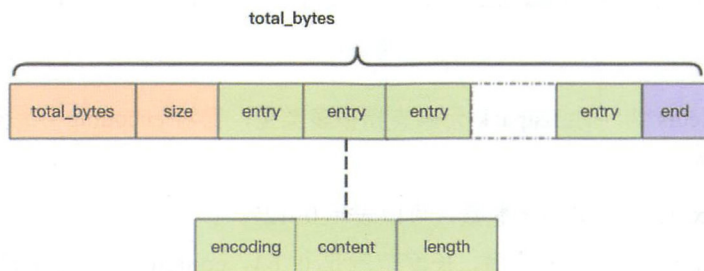 total_bytes
total_bytes size entry entry entry entry end
encoding content length